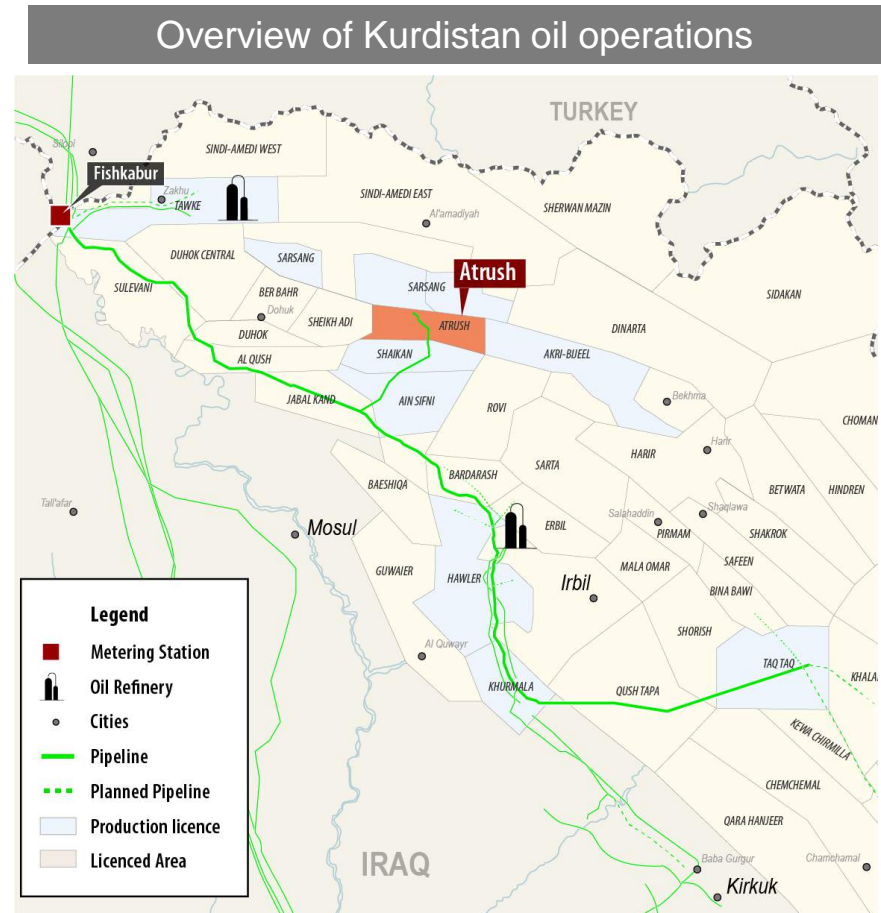 Overview of Kurdistan oil operations
TURKEY
Silopi
SINDI-AMEDI WEST
Fishkabur
Zakhu
TAWKE
SINDI-AMEDI EAST
SHERWAN MAZIN
Al'amadiyah
DUHOK CENTRAL
SARSANG
Atrush
SULEVANI
BER BAHR
SARSANG
SIDAKAN
Dohuk
SHEIKH ADI
ATRUSH
DINARTA
DUHOK
AL QUSH
SHAIKAN
AKRI-BIJEEL
JABAL KAND
AIN SIFNI
ROVI
Bekhma
CHOMAN
HARIR
Harir
BARDARASH
SARTA
BAESHIQA
BETWATA
HINDREN
Tall'afar
Mosul
ERBIL
Salahaddin
Shaqlawa
PIRMAM
SHAKROK
GUWAIER
HAWLER
MALA OMAR
SAFEEN
Irbil
BINA BAWI
SHORISH
Al Quwayr
TAQ TAQ
KHURMALA
QUSH TAPA
KHALA
KEWA CHIRMILLA
CHEMCHEMAL
QARA HANJEER
IRAQ
Baba Gurgur
Chamchamal
Kirkuk
Legend
Metering Station
Oil Refinery
Cities
Pipeline
Planned Pipeline
Production licence
Licenced Area